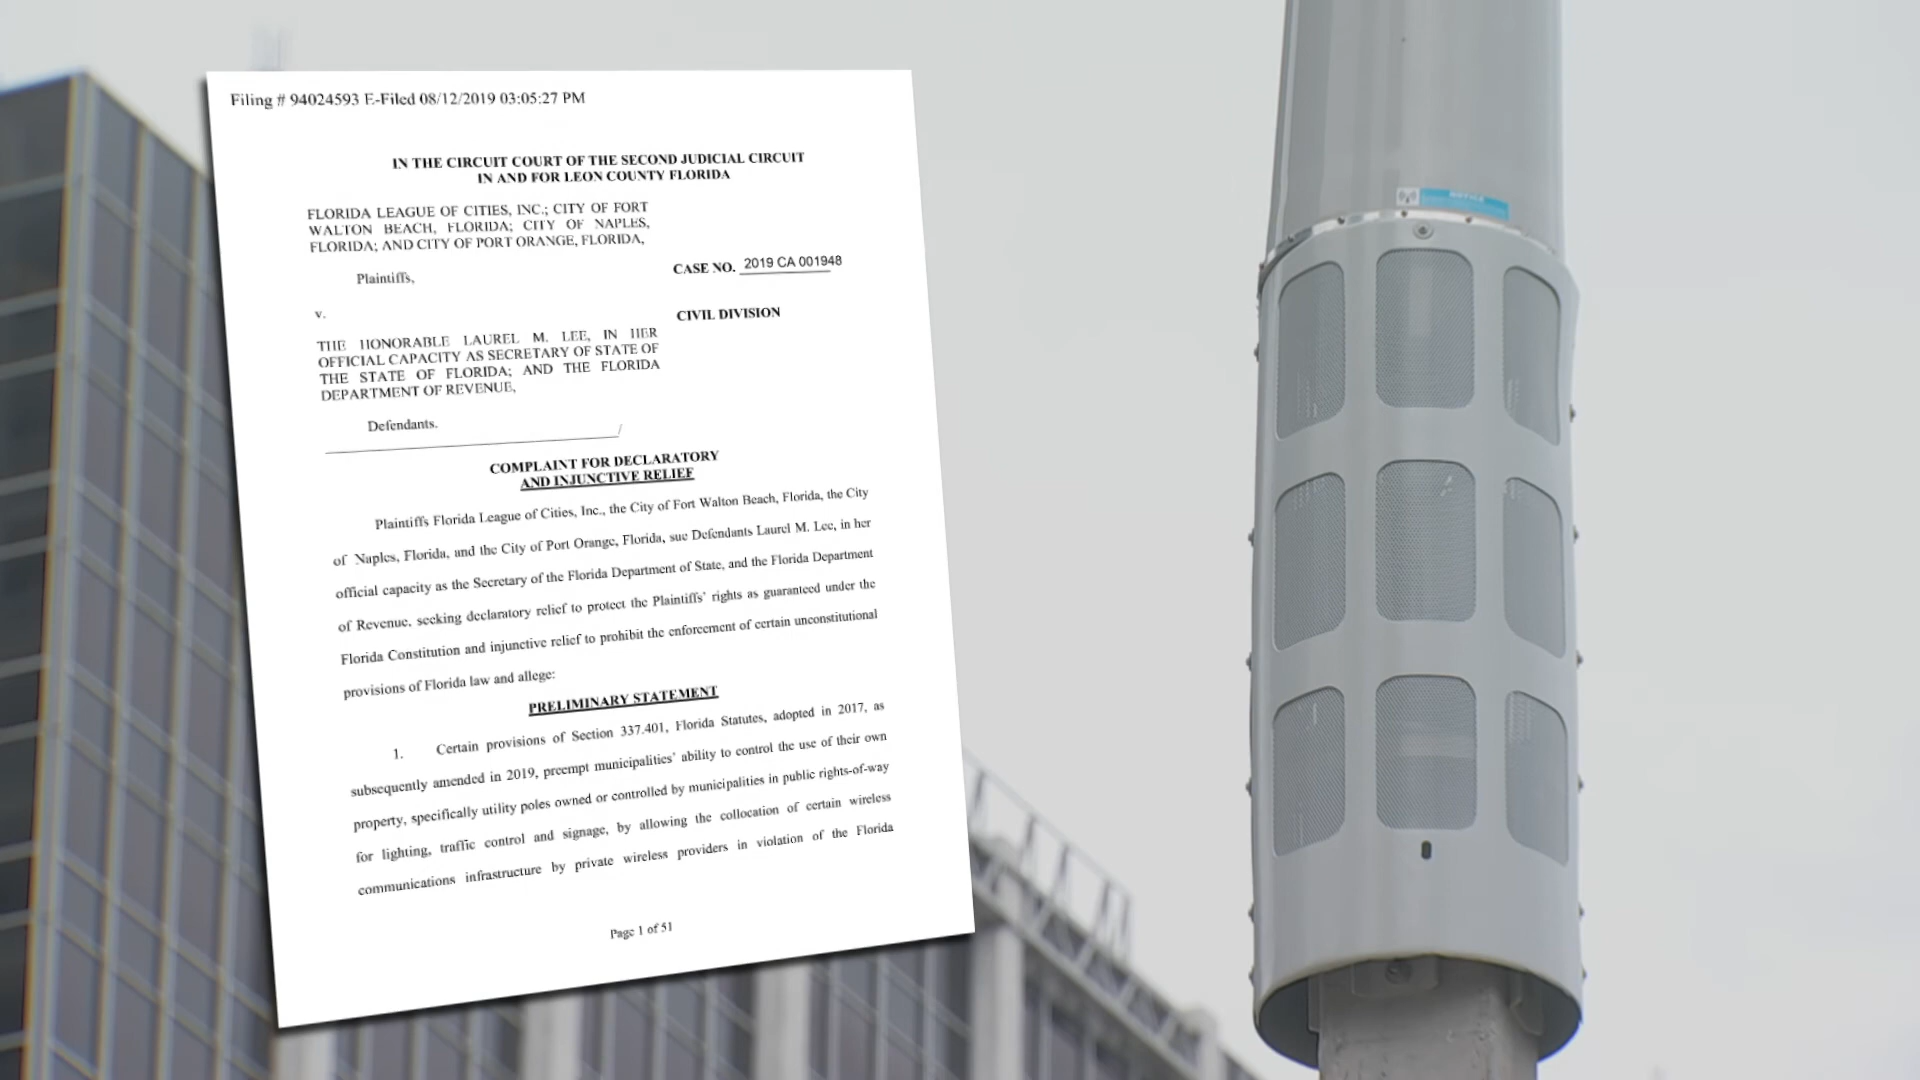 Filing # 94024593 E-Filed 08/12/2019 03:05:27 PM
IN THE CIRCUIT COURT OF THE SECOND JUDICIAL CIRCUIT
IN AND FOR LEON COUNTY FLORIDA
FLORIDA LEAGUE OF CITIES, INC.; CITY OF FORT
WALTON BEACH, FLORIDA; CITY OF NAPLES,
FLORIDA; AND CITY OF PORT ORANGE, FLORIDA,
Plaintiffs,
CASE NO. 2019 CA 001948
v.
CIVIL DIVISION
THE HONORABLE LAUREL M. LEE, IN HER
OFFICIAL CAPACITY AS SECRETARY OF STATE OF
THE STATE OF FLORIDA; AND THE FLORIDA
DEPARTMENT OF REVENUE,
Defendants.
/
COMPLAINT FOR DECLARATORY
AND INJUNCTIVE RELIEF
Plaintiffs Florida League of Cities, Inc., the City of Fort Walton Beach, Florida, the City
of Naples, Florida, and the City of Port Orange, Florida, sue Defendants Laurel M. Lee, in her
official capacity as the Secretary of the Florida Department of State, and the Florida Department
of Revenue, seeking declaratory relief to protect the Plaintiffs' rights as guaranteed under the
Florida Constitution and injunctive relief to prohibit the enforcement of certain unconstitutional
provisions of Florida law and allege:
PRELIMINARY STATEMENT
1. Certain provisions of Section 337.401, Florida Statutes, adopted in 2017, as
subsequently amended in 2019, preempt municipalities' ability to control the use of their own
property, specifically utility poles owned or controlled by municipalities in public rights-of-way
for lighting, traffic control and signage, by allowing the collocation of certain wireless
communications infrastructure by private wireless providers in violation of the Florida
Page 1 of 51
NOTICE